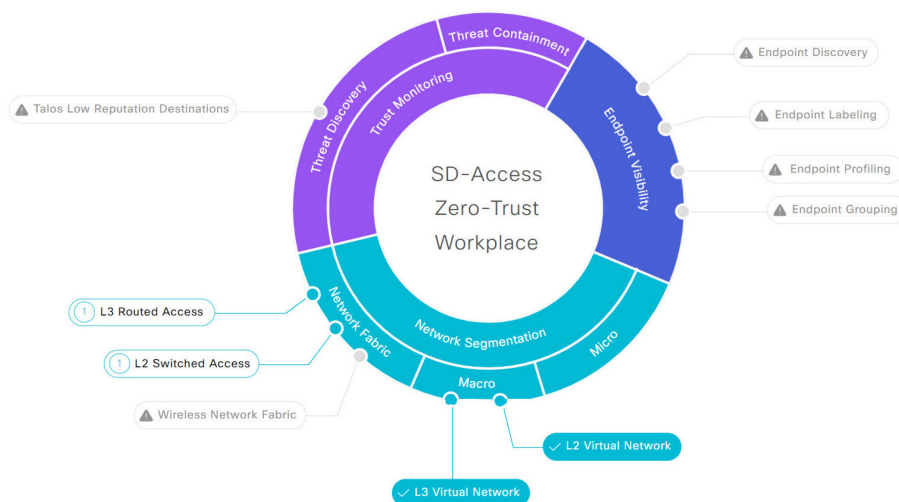 Threat Containment
Trust Monitoring
Threat Discovery
Endpoint Visibility
Endpoint Discovery
Endpoint Labeling
Endpoint Profiling
Endpoint Grouping
Talos Low Reputation Destinations
SD-Access
Zero-Trust
Workplace
1 L3 Routed Access
1 L2 Switched Access
Wireless Network Fabric
Network Fabric
Network Segmentation
Macro
Micro
L2 Virtual Network
L3 Virtual Network